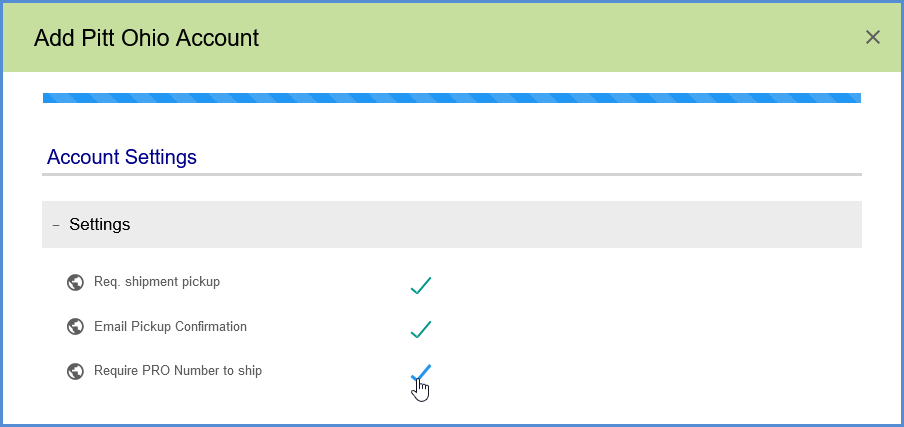 Add Pitt Ohio Account
Account Settings
Settings
Req. shipment pickup
Email Pickup Confirmation
Require PRO Number to ship